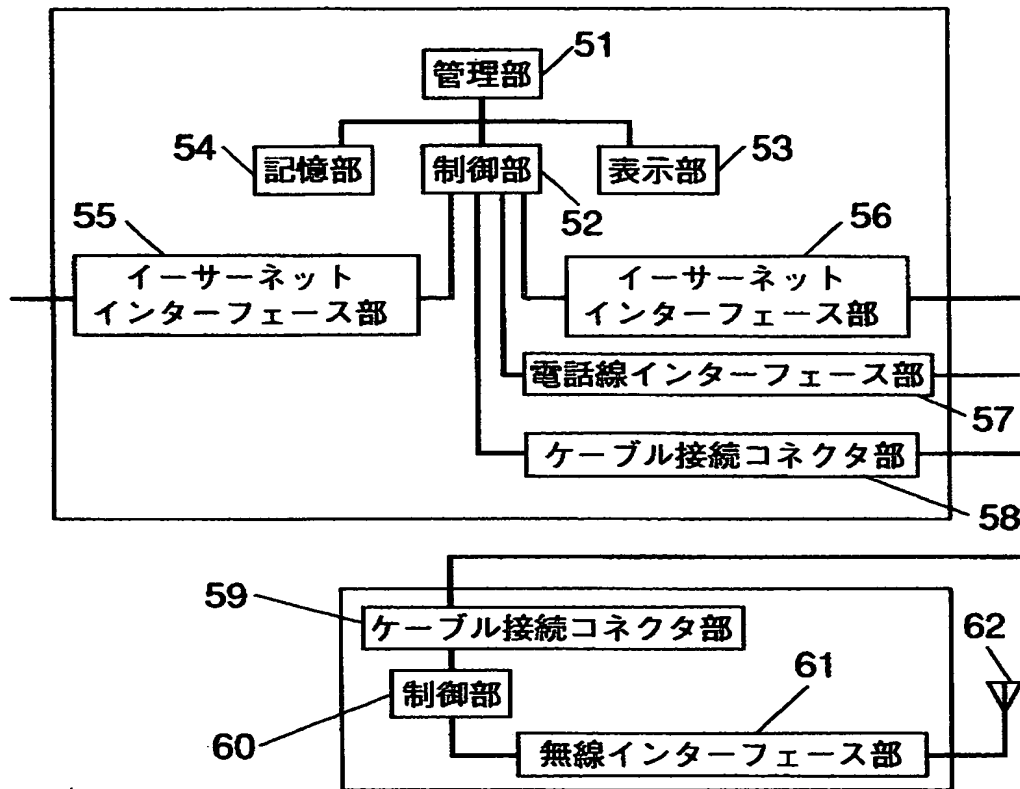 51
管理部
54
記憶部
制御部
表示部
53
52
55
イーサーネット
インターフェース部
56
イーサーネット
インターフェース部
電話線インターフェース部
57
ケーブル接続コネクタ部
58
59
ケーブル接続コネクタ部
制御部
60
61
無線インターフェース部
62